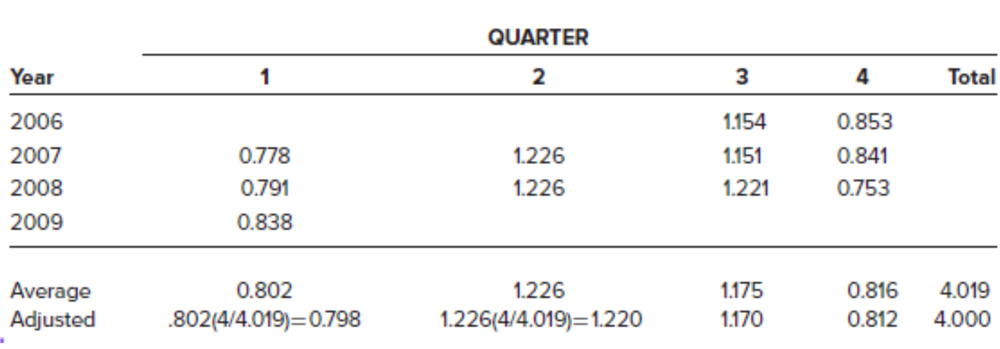 QUARTER
Year 1 2 3 4 Total
2006 1.154 0.853
2007 0.778 1.226 1.151 0.841
2008 0.791 1.226 1.221 0.753
2009 0.838
Average 0.802 1.226 1.175 0.816 4.019
Adjusted .802(4/4.019)=0.798 1.226(4/4.019)=1.220 1.170 0.812 4.000